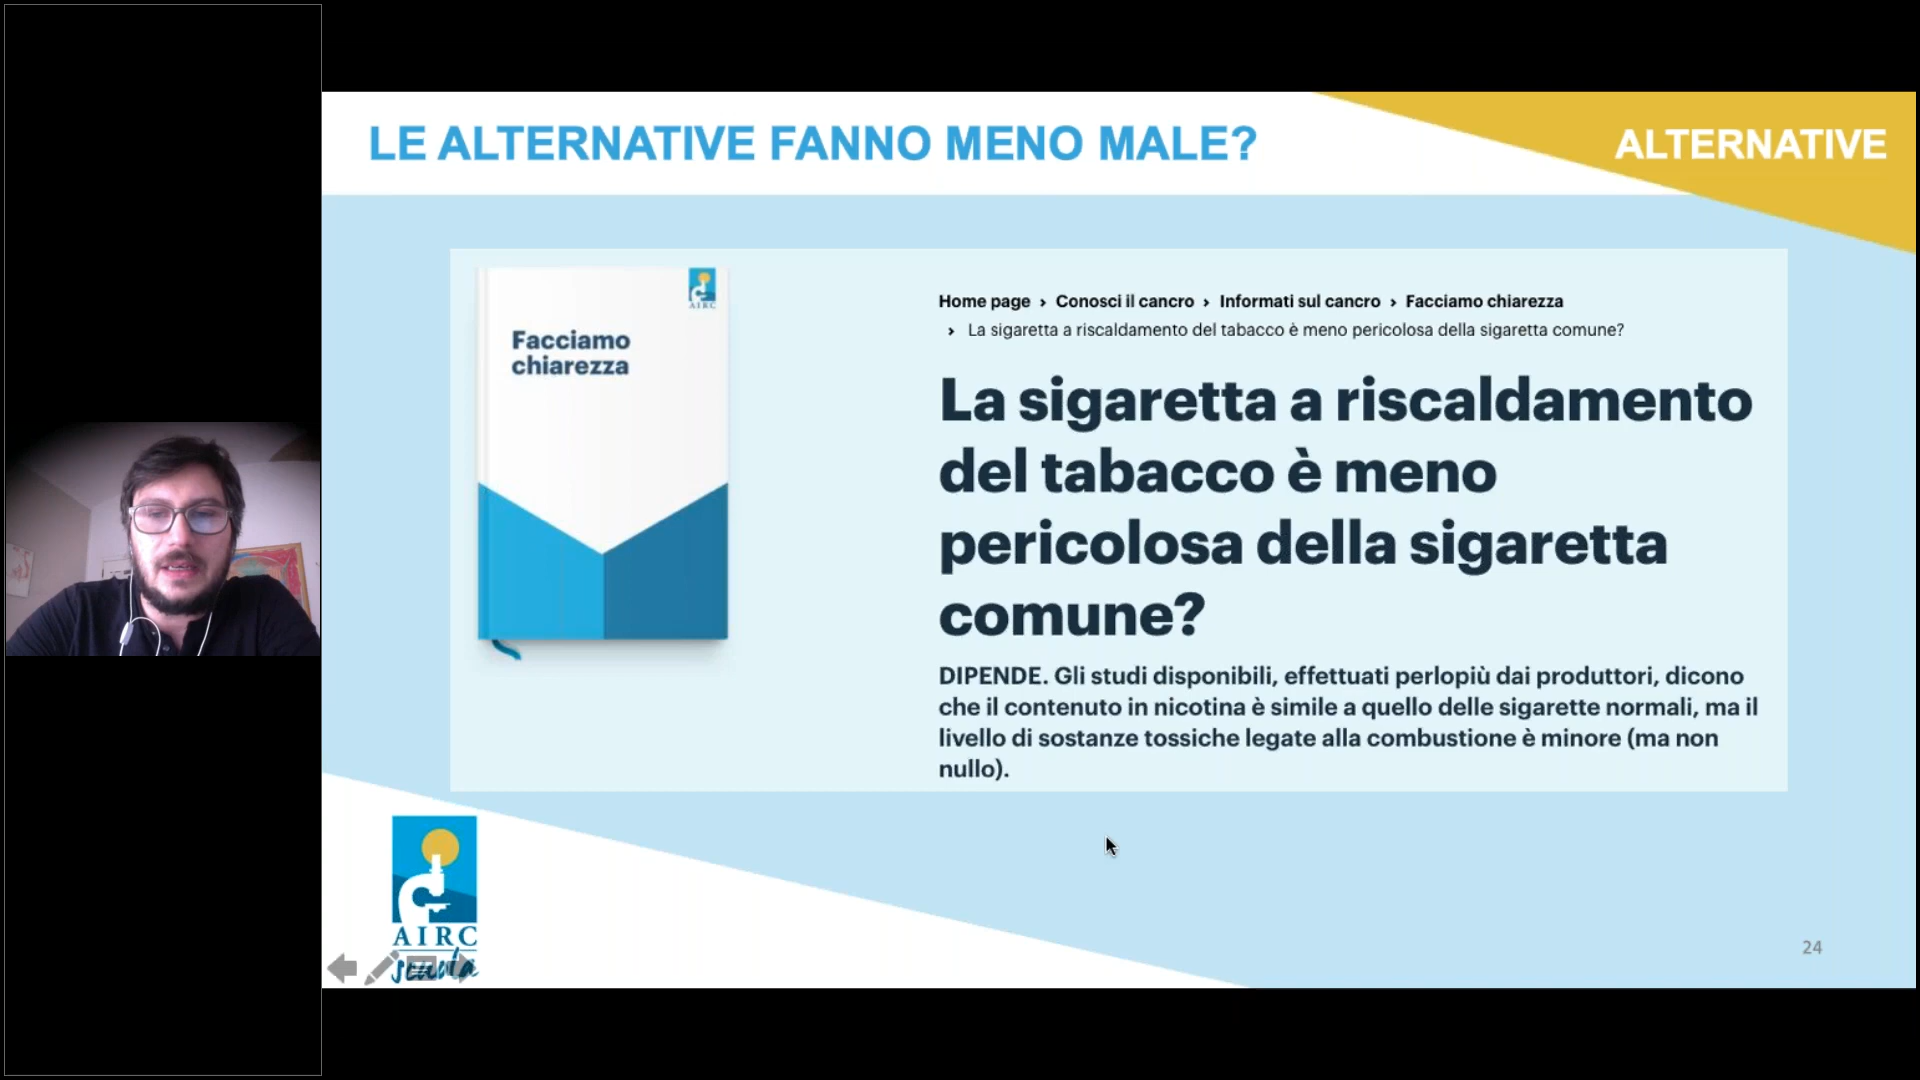 LE ALTERNATIVE FANNO MENO MALE?
ALTERNATIVE
AIRC
Facciamo
chiarezza
Home page › Conosci il cancro › Informati sul cancro › Facciamo chiarezza
› La sigaretta a riscaldamento del tabacco è meno pericolosa della sigaretta comune?
La sigaretta a riscaldamento
del tabacco è meno
pericolosa della sigaretta
comune?
DIPENDE. Gli studi disponibili, effettuati perlopiù dai produttori, dicono
che il contenuto in nicotina è simile a quello delle sigarette normali, ma il
livello di sostanze tossiche legate alla combustione è minore (ma non
nullo).
AIRC
scuola
24